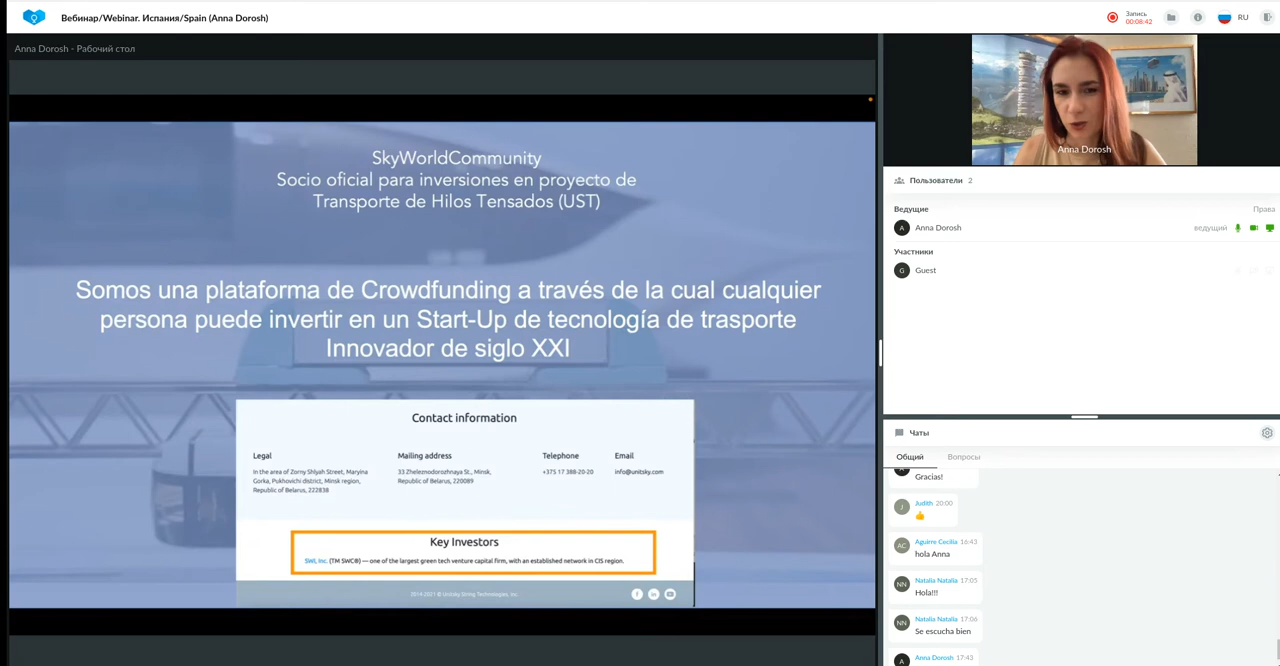 Вебинар/Webinar. Испания/Spain (Anna Dorosh)
Запись
00:08:42
RU
Anna Dorosh - Рабочий стол
SkyWorldCommunity
Socio oficial para inversiones en proyecto de
Transporte de Hilos Tensados (UST)
Somos una plataforma de Crowdfunding a través de la cual cualquier
persona puede invertir en un Start-Up de tecnología de trasporte
Innovador de siglo XXI
Contact information
Legal
In the area of Zorny Shlyah Street, Maryina
Gorka, Pukhovichi district, Minsk region,
Republic of Belarus, 222838
Mailing address
33 Zheleznodorozhnaya St., Minsk,
Republic of Belarus, 220089
Telephone
+375 17 388-20-20
Email
info@unitsky.com
Key Investors
SWI, Inc. (TM SWC®) — one of the largest green tech venture capital firm, with an established network in CIS region.
2014-2021 © Unitsky String Technologies, Inc.
Anna Dorosh
Пользователи 2
Ведущие Права
A Anna Dorosh ведущий
Участники
G Guest
Чаты
Общий Вопросы
Gracias!
J Judith 20:00
AC Aguirre Cecilia 16:43
hola Anna
NN Natalia Natalia 17:05
Hola!!!
NN Natalia Natalia 17:06
Se escucha bien
A Anna Dorosh 17:43